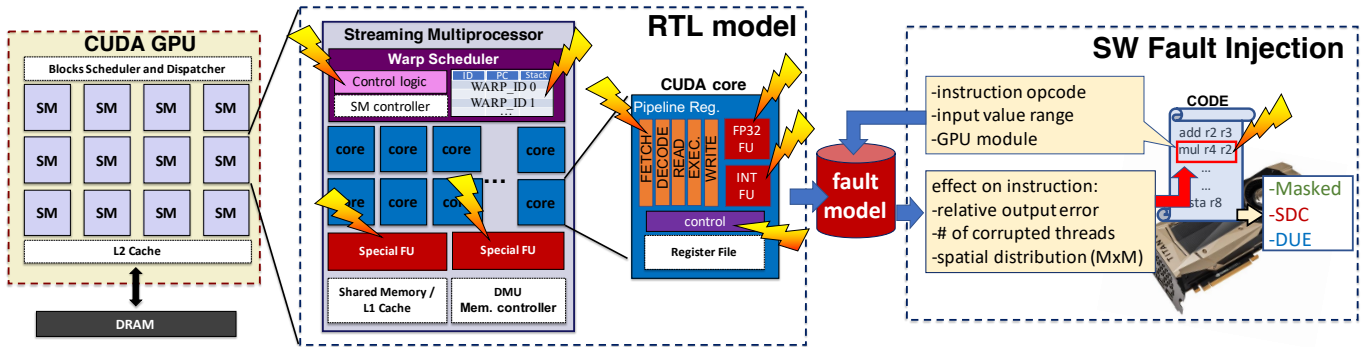 CUDA GPU
Blocks Scheduler and Dispatcher
SM SM SM SM
SM SM SM SM
SM SM SM SM
L2 Cache
DRAM
RTL model
Streaming Multiprocessor
Warp Scheduler
Control logic
SM controller
ID PC Stack
WARP_ID 0
WARP_ID 1
...
core core core core core
...
core core core core core
Special FU Special FU
Shared Memory /
L1 Cache
DMU
Mem. controller
CUDA core
Pipeline Reg.
FETCH
DECODE
READ
EXEC.
WRITE
FP32
FU
INT
FU
control
Register File
fault
model
SW Fault Injection
-instruction opcode
-input value range
-GPU module
effect on instruction:
-relative output error
-# of corrupted threads
-spatial distribution (MxM)
CODE
add r2 r3
mul r4 r2
...
...
sta r8
TITAN
-Masked
-SDC
-DUE